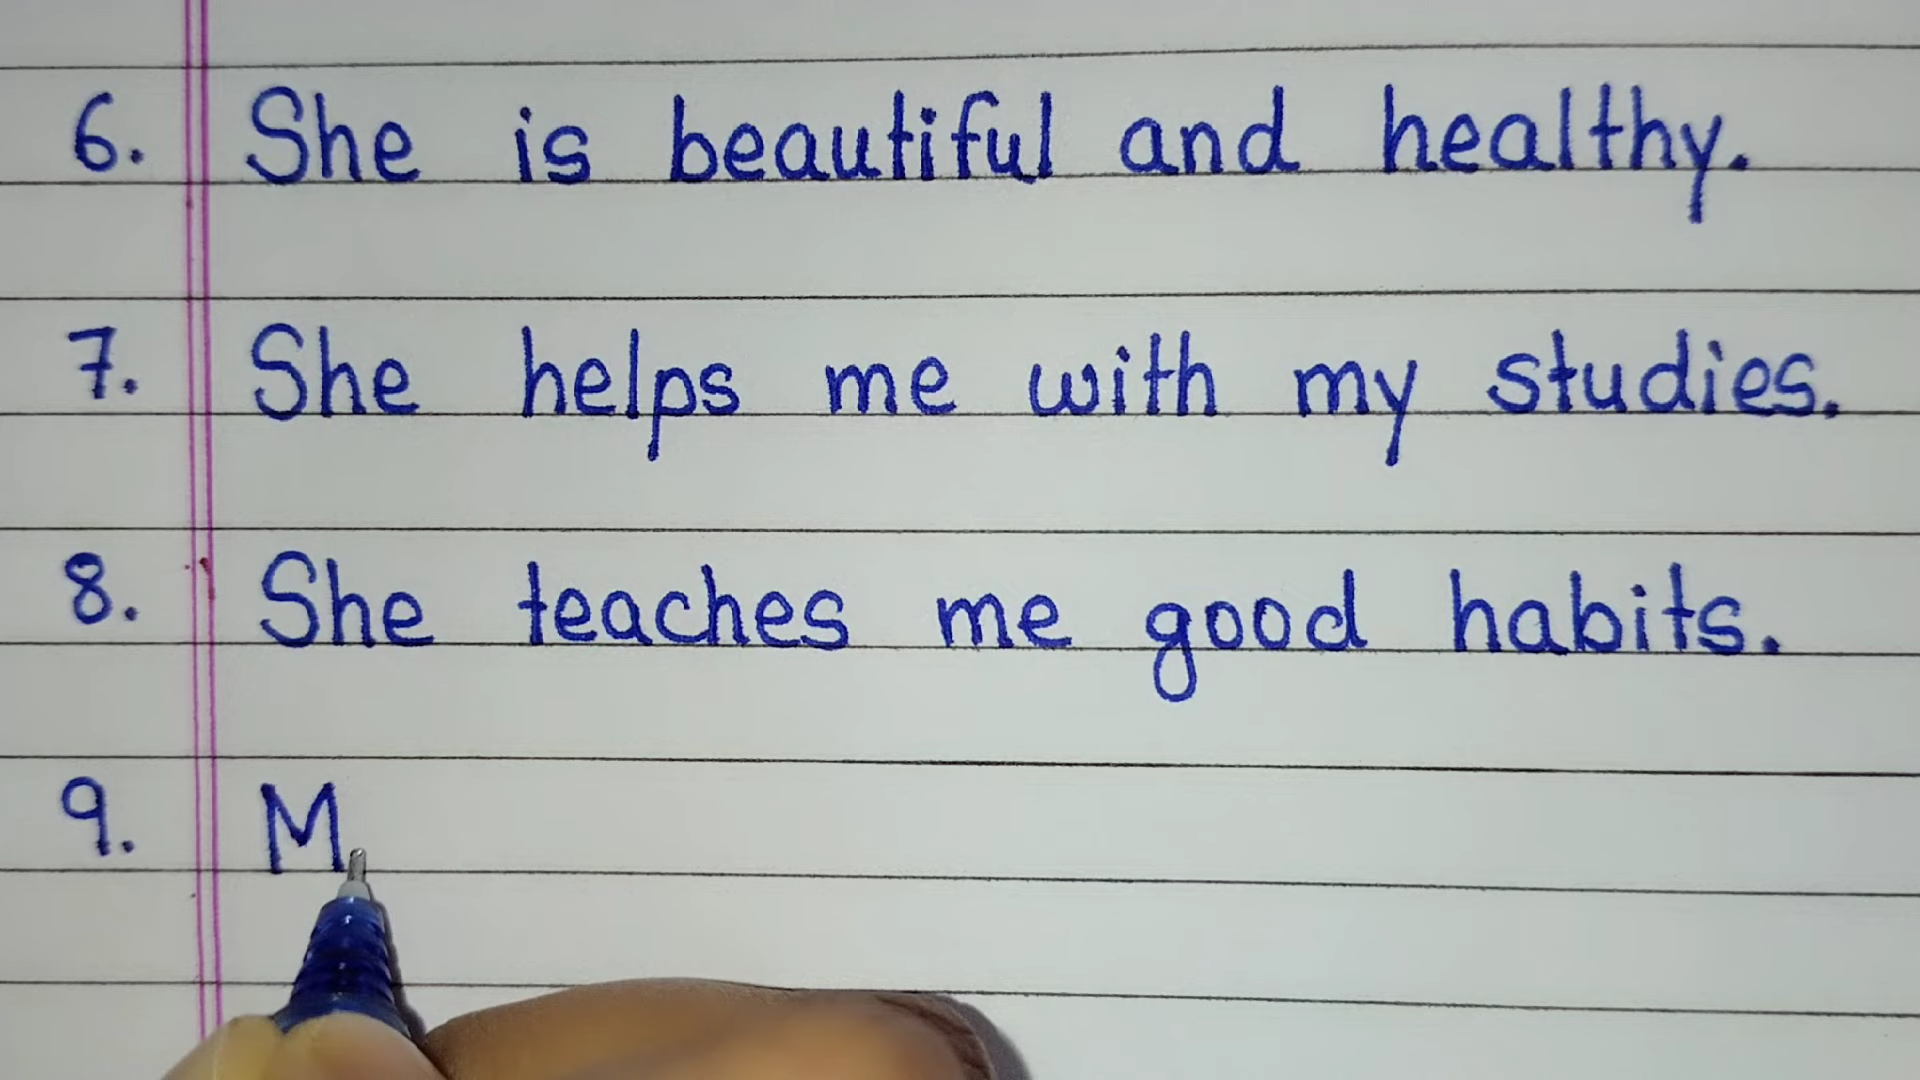 6. She is beautiful and healthy.
7. She helps me with my studies.
8. She teaches me good habits.
9. M